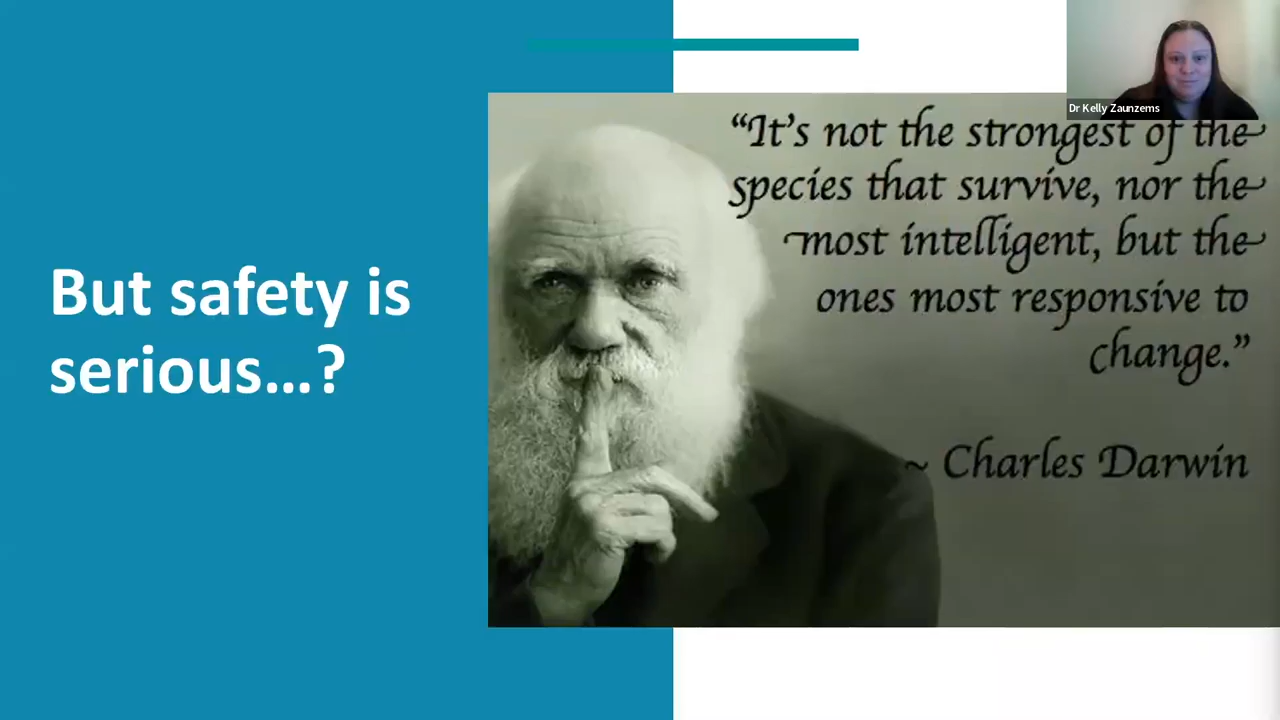 But safety is
serious...?
“It's not the strongest of the
species that survive, nor the
most intelligent, but the
ones most responsive to
change.”
~ Charles Darwin
Dr Kelly Zaunzems